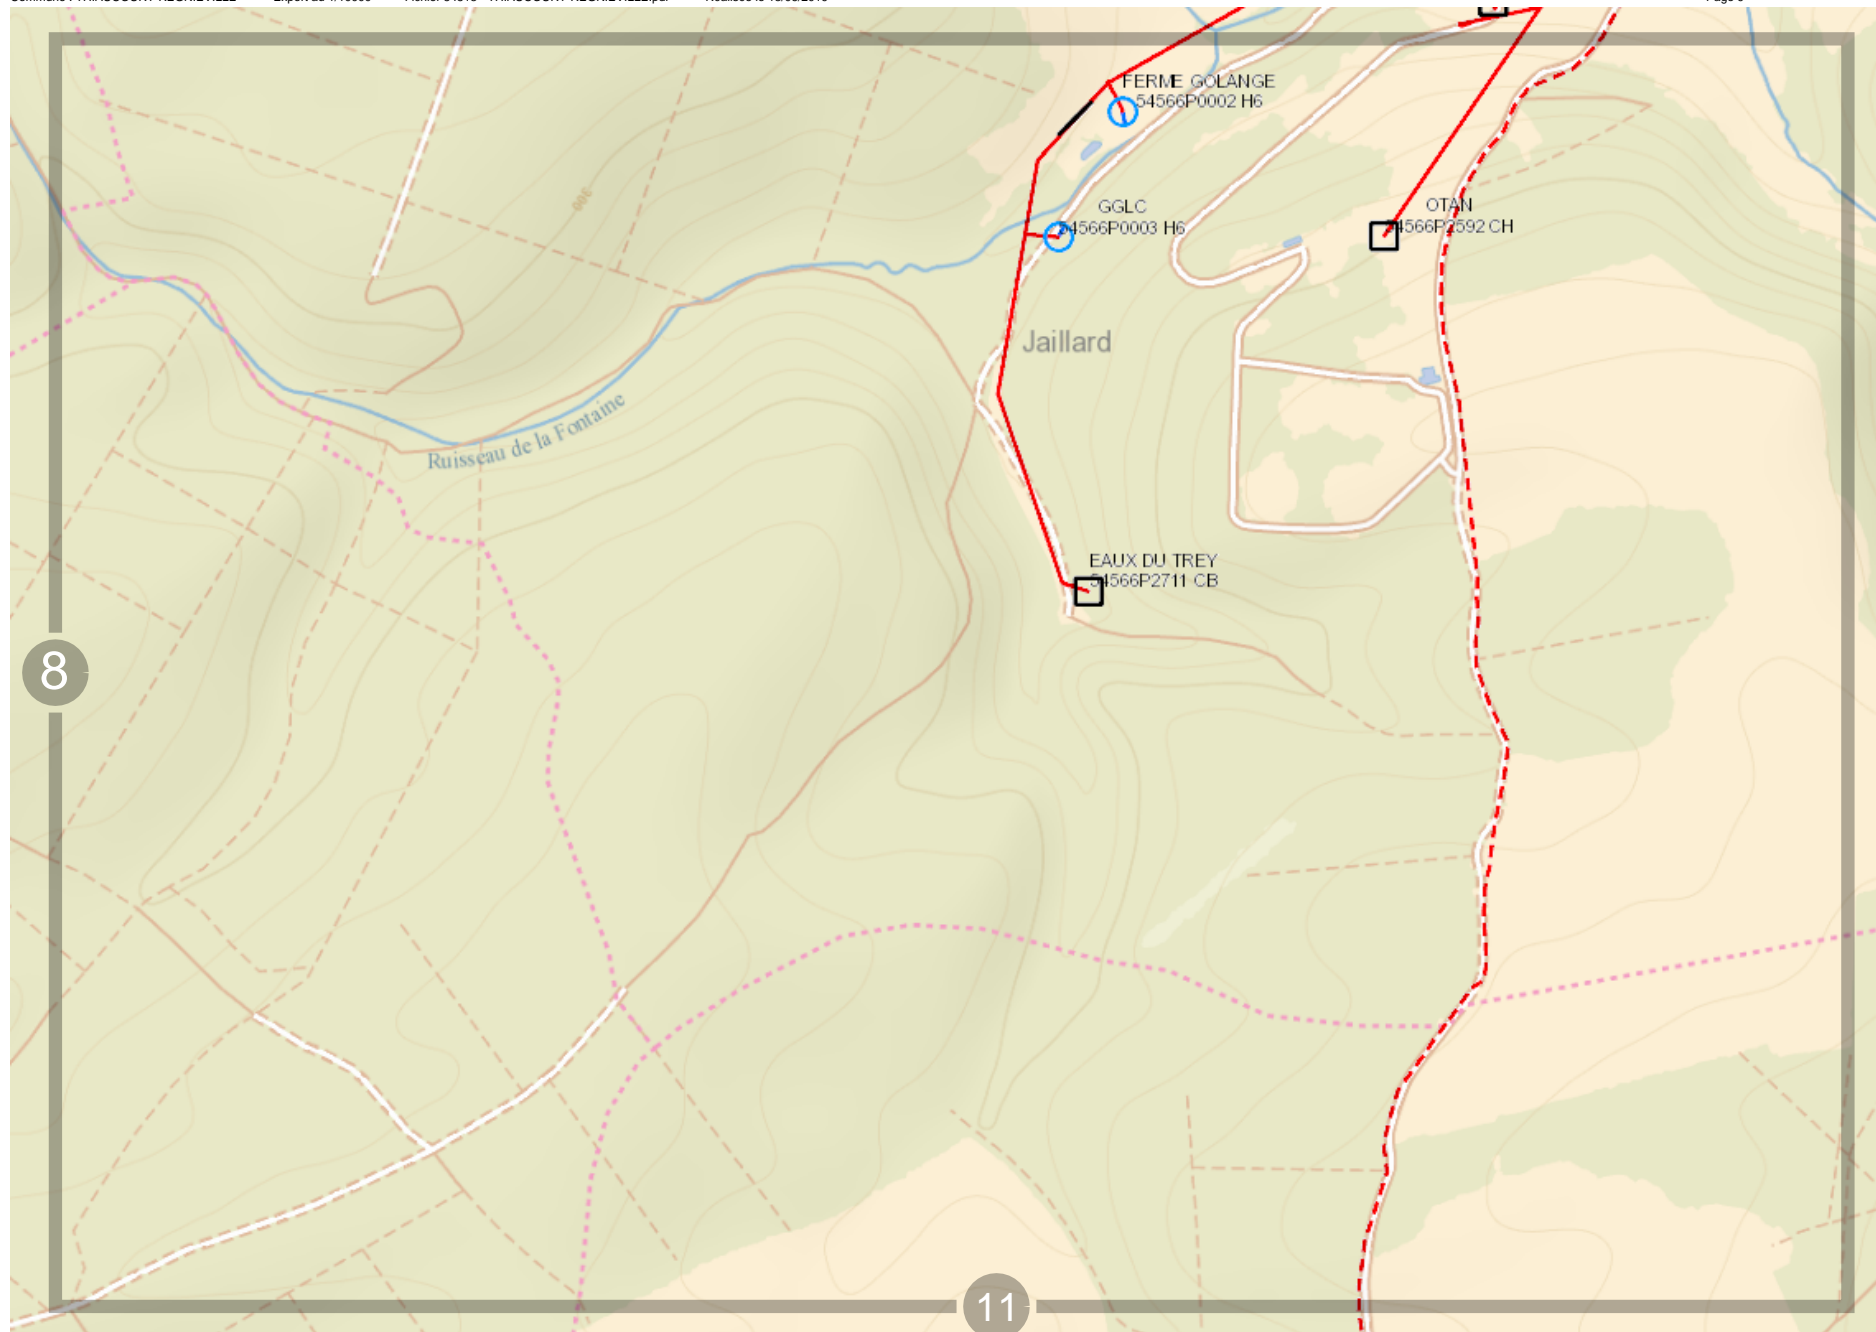 FERME GOLANGE
54566P0002 H6
300
GGLC
54566P0003 H6
OTAN
54566P2592 CH
Jaillard
Ruisseau de la Fontaine
EAUX DU TREY
54566P2711 CB
8
11